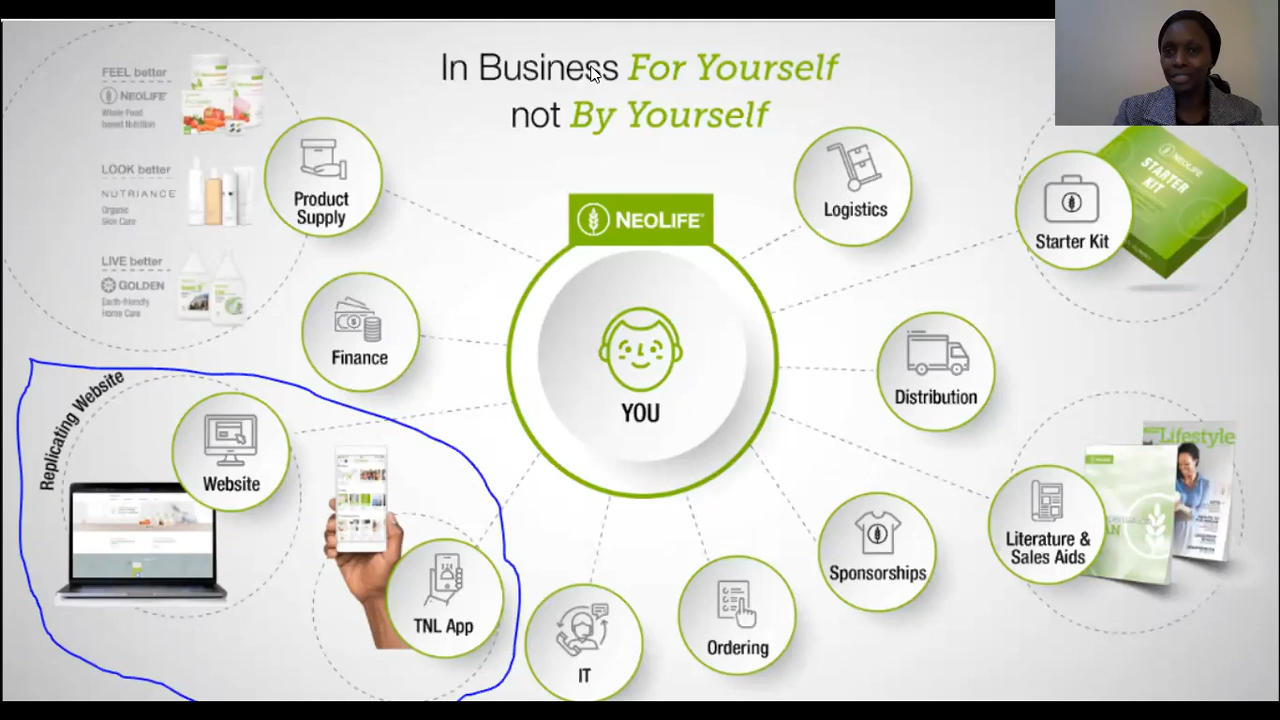 In Business For Yourself
not By Yourself
FEEL better
NEOLIFE
Whole Food
based Nutrition
LOOK better
NUTRIANCE
Organic
Skin Care
LIVE better
GOLDEN
Earth-friendly
Home Care
Product
Supply
Finance
Replicating Website
Website
TNL App
IT
Ordering
Sponsorships
Literature &
Sales Aids
Lifestyle
Distribution
Starter Kit
NEOLIFE
STARTER
KIT
Logistics
NEOLIFE
YOU